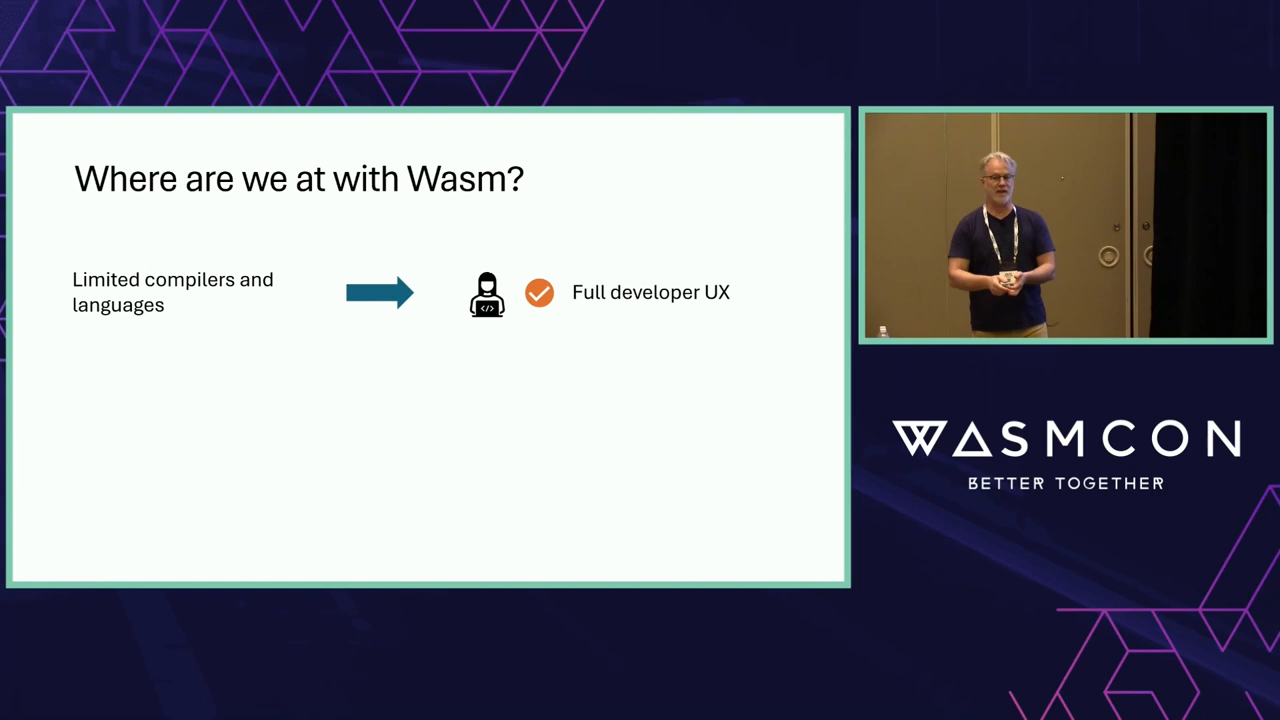 Where are we at with Wasm?
Limited compilers and
languages
</>
Full developer UX
WASMCON
BETTER TOGETHER